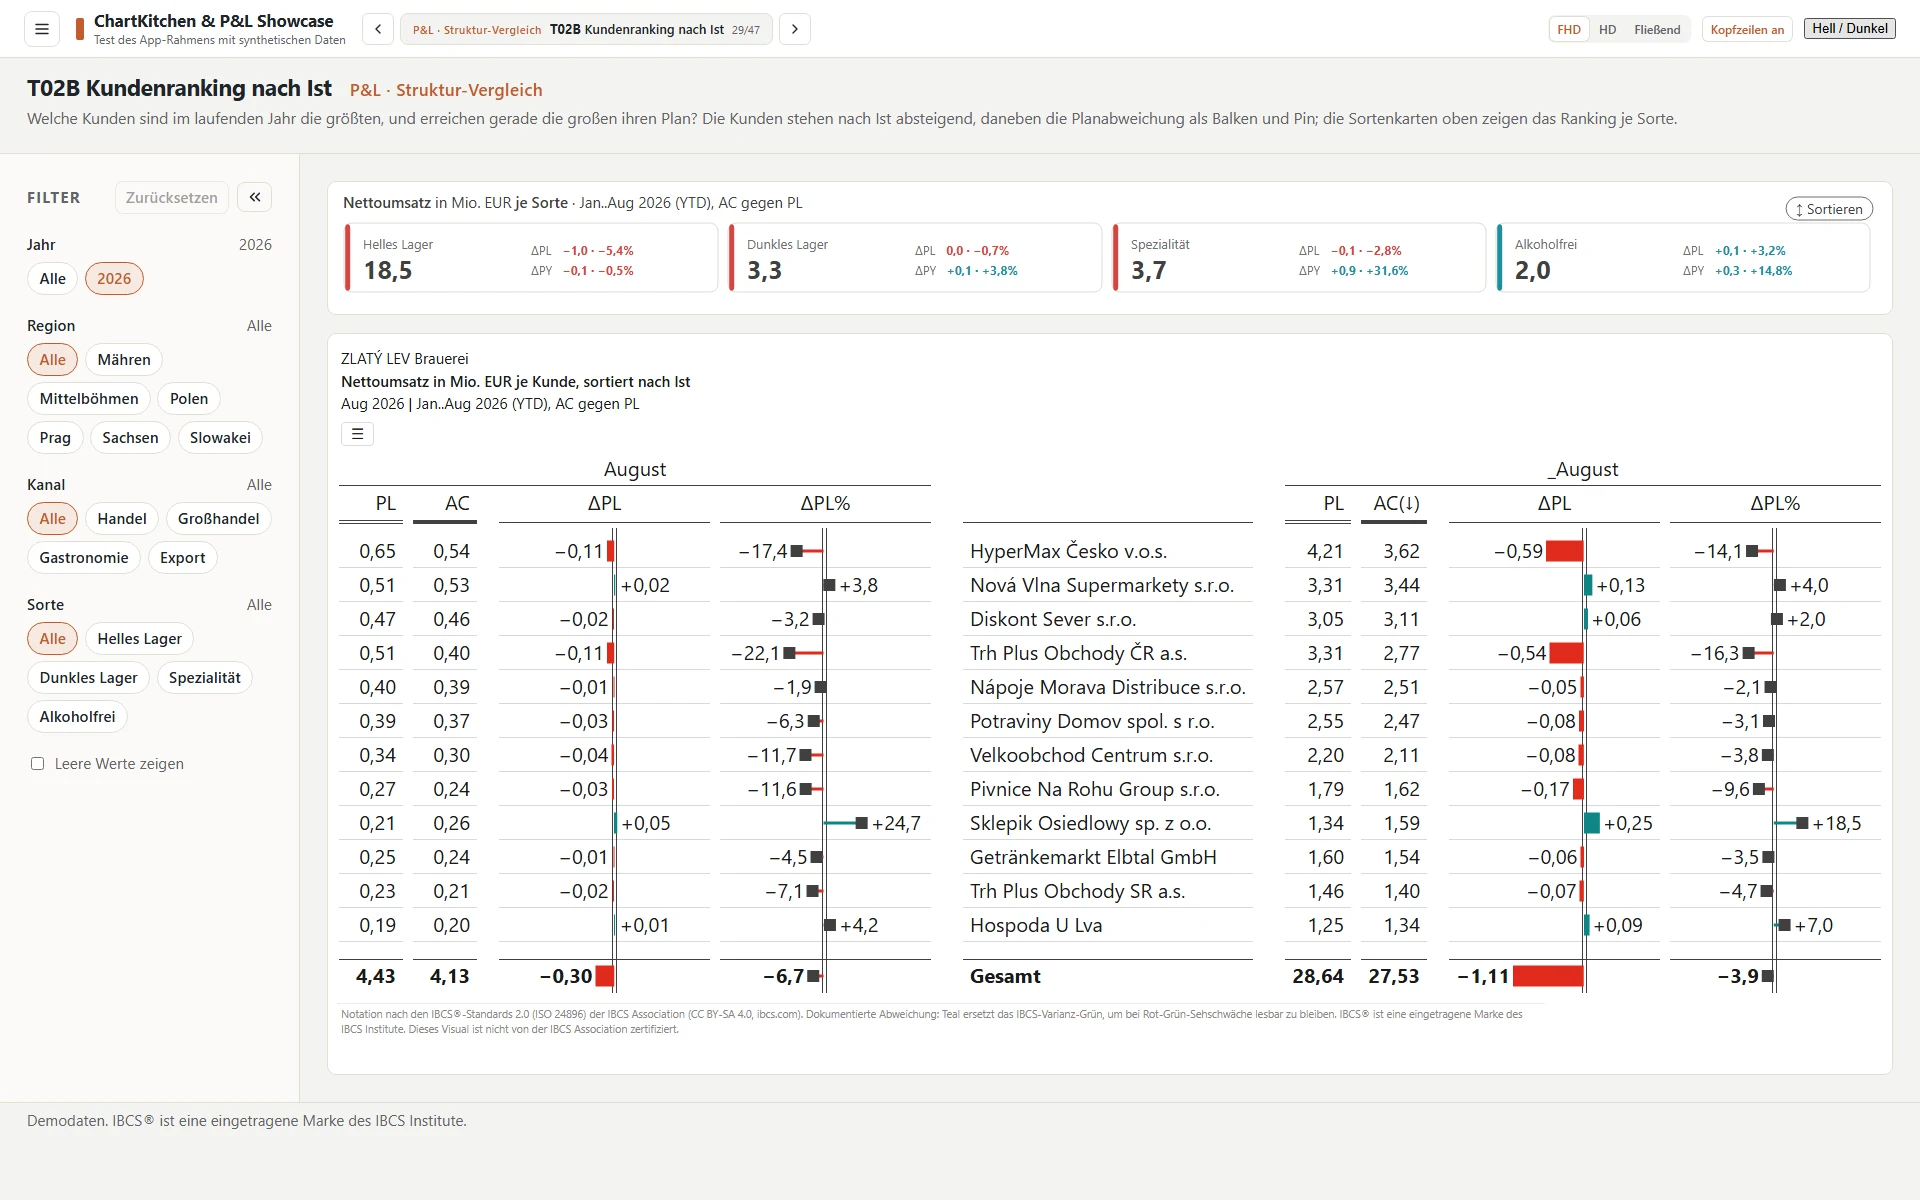 ChartKitchen & P&L Showcase
Test des App-Rahmens mit synthetischen Daten
P&L · Struktur-Vergleich T02B Kundenranking nach Ist 29/47
FHD HD Fließend
Kopfzeilen an
Hell / Dunkel
T02B Kundenranking nach Ist P&L · Struktur-Vergleich
Welche Kunden sind im laufenden Jahr die größten, und erreichen gerade die großen ihren Plan? Die Kunden stehen nach Ist absteigend, daneben die Planabweichung als Balken und Pin; die Sortenkarten oben zeigen das Ranking je Sorte.
FILTER Zurücksetzen «
Jahr 2026
Alle 2026
Region Alle
Alle Mähren
Mittelböhmen Polen
Prag Sachsen Slowakei
Kanal Alle
Alle Handel Großhandel
Gastronomie Export
Sorte Alle
Alle Helles Lager
Dunkles Lager Spezialität
Alkoholfrei
Leere Werte zeigen
Nettoumsatz in Mio. EUR je Sorte · Jan..Aug 2026 (YTD), AC gegen PL
↕ Sortieren
Helles Lager
18,5
ΔPL −1,0 · −5,4%
ΔPY −0,1 · −0,5%
Dunkles Lager
3,3
ΔPL 0,0 · −0,7%
ΔPY +0,1 · +3,8%
Spezialität
3,7
ΔPL −0,1 · −2,8%
ΔPY +0,9 · +31,6%
Alkoholfrei
2,0
ΔPL +0,1 · +3,2%
ΔPY +0,3 · +14,8%
ZLATÝ LEV Brauerei
Nettoumsatz in Mio. EUR je Kunde, sortiert nach Ist
Aug 2026 | Jan..Aug 2026 (YTD), AC gegen PL
August _August
PL AC ΔPL ΔPL% PL AC(↓) ΔPL ΔPL%
0,65 0,54 −0,11 −17,4 HyperMax Česko v.o.s. 4,21 3,62 −0,59 −14,1
0,51 0,53 +0,02 +3,8 Nová Vlna Supermarkety s.r.o. 3,31 3,44 +0,13 +4,0
0,47 0,46 −0,02 −3,2 Diskont Sever s.r.o. 3,05 3,11 +0,06 +2,0
0,51 0,40 −0,11 −22,1 Trh Plus Obchody ČR a.s. 3,31 2,77 −0,54 −16,3
0,40 0,39 −0,01 −1,9 Nápoje Morava Distribuce s.r.o. 2,57 2,51 −0,05 −2,1
0,39 0,37 −0,03 −6,3 Potraviny Domov spol. s r.o. 2,55 2,47 −0,08 −3,1
0,34 0,30 −0,04 −11,7 Velkoobchod Centrum s.r.o. 2,20 2,11 −0,08 −3,8
0,27 0,24 −0,03 −11,6 Pivnice Na Rohu Group s.r.o. 1,79 1,62 −0,17 −9,6
0,21 0,26 +0,05 +24,7 Sklepik Osiedlowy sp. z o.o. 1,34 1,59 +0,25 +18,5
0,25 0,24 −0,01 −4,5 Getränkemarkt Elbtal GmbH 1,60 1,54 −0,06 −3,5
0,23 0,21 −0,02 −7,1 Trh Plus Obchody SR a.s. 1,46 1,40 −0,07 −4,7
0,19 0,20 +0,01 +4,2 Hospoda U Lva 1,25 1,34 +0,09 +7,0
4,43 4,13 −0,30 −6,7 Gesamt 28,64 27,53 −1,11 −3,9
Notation nach den IBCS®-Standards 2.0 (ISO 24896) der IBCS Association (CC BY-SA 4.0, ibcs.com). Dokumentierte Abweichung: Teal ersetzt das IBCS-Varianz-Grün, um bei Rot-Grün-Sehschwäche lesbar zu bleiben. IBCS® ist eine eingetragene Marke des
IBCS Institute. Dieses Visual ist nicht von der IBCS Association zertifiziert.
Demodaten. IBCS® ist eine eingetragene Marke des IBCS Institute.